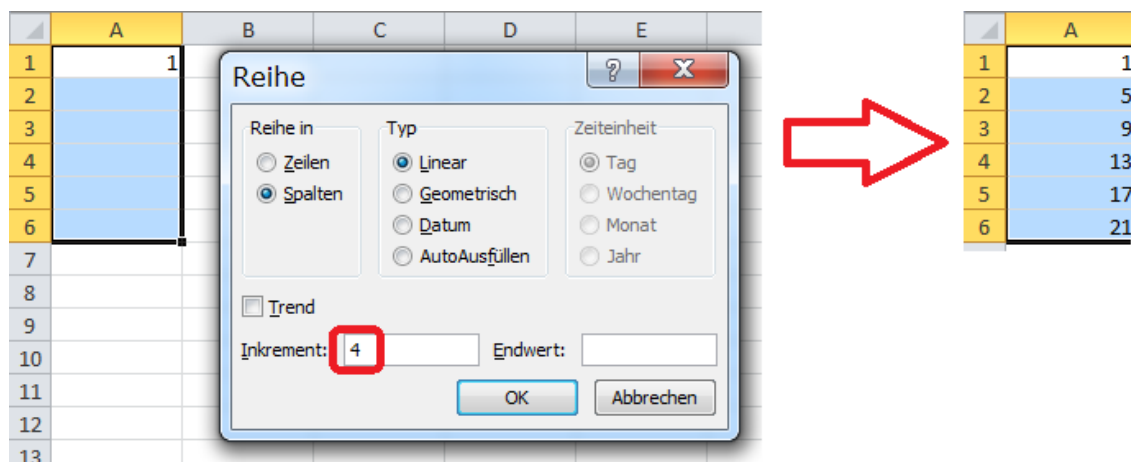 A B C D E
1 1
2
3
4
5
6
7
8
9
10
11
12
13
Reihe
Reihe in
Zeilen
Spalten
Typ
Linear
Geometrisch
Datum
AutoAusfüllen
Zeiteinheit
Tag
Wochentag
Monat
Jahr
Trend
Inkrement: 4 Endwert:
OK Abbrechen
A
1 1
2 5
3 9
4 13
5 17
6 21